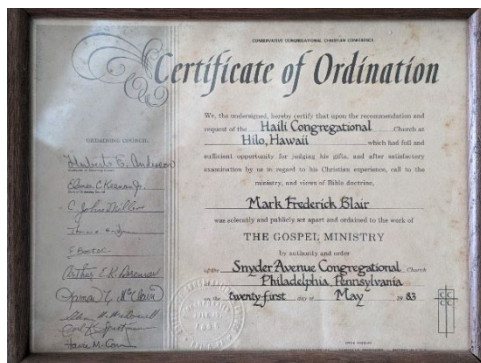 CONSERVATIVE CONGREGATIONAL CHRISTIAN CONFERENCE
Certificate of Ordination
We, the undersigned, hereby certify that upon the recommendation and
request of the Haili Congregational Church at
Hilo, Hawaii which had full and
sufficient opportunity for judging his gifts, and after satisfactory
examination by us in regard to his Christian experience, call to the
ministry, and views of Bible doctrine,
Mark Frederick Blair
was solemnly and publicly set apart and ordained to the work of
THE GOSPEL MINISTRY
by authority and order
of the Snyder Avenue Congregational Church
Philadelphia, Pennsylvania
on the twenty-first day of May 1983
ORDAINING COUNCIL
Herbert E. Anderson
C. John Miller